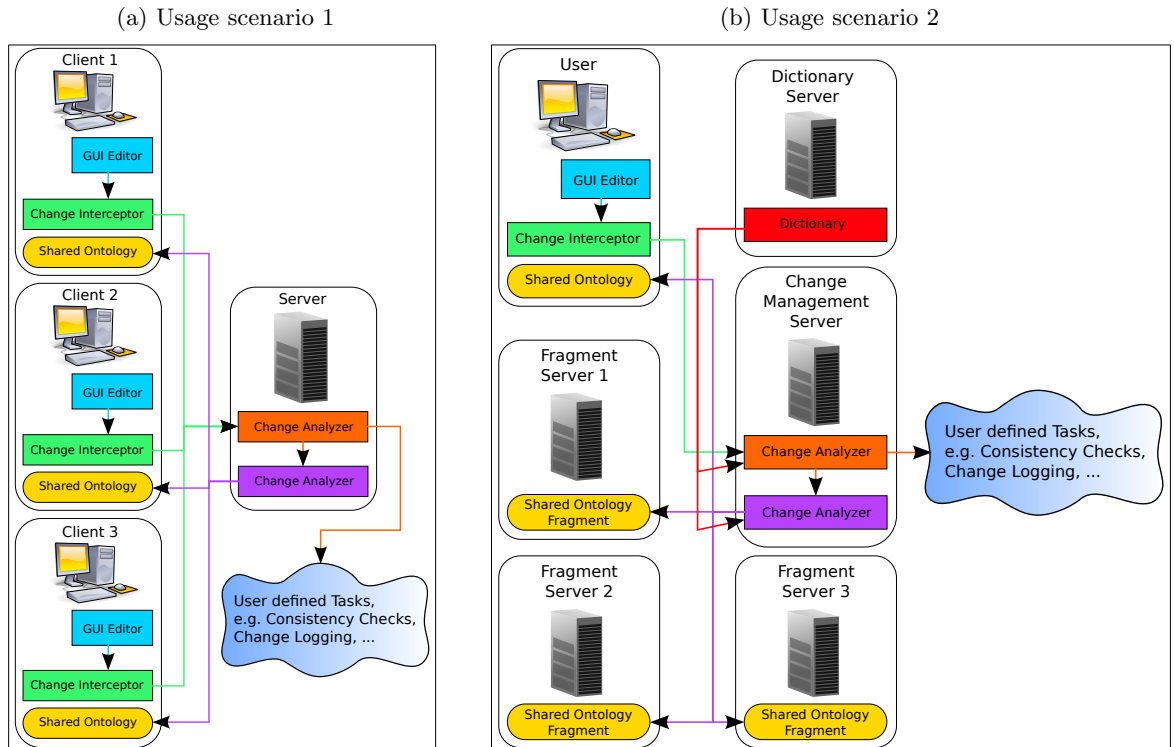 (a) Usage scenario 1
Client 1
GUI Editor
Change Interceptor
Shared Ontology
Client 2
GUI Editor
Change Interceptor
Shared Ontology
Client 3
GUI Editor
Change Interceptor
Shared Ontology
Server
Change Analyzer
Change Analyzer
User defined Tasks,
e.g. Consistency Checks,
Change Logging, ...
(b) Usage scenario 2
User
GUI Editor
Change Interceptor
Shared Ontology
Dictionary
Server
Dictionary
Change
Management
Server
Change Analyzer
Change Analyzer
User defined Tasks,
e.g. Consistency Checks,
Change Logging, ...
Fragment
Server 1
Shared Ontology
Fragment
Fragment
Server 2
Shared Ontology
Fragment
Fragment
Server 3
Shared Ontology
Fragment